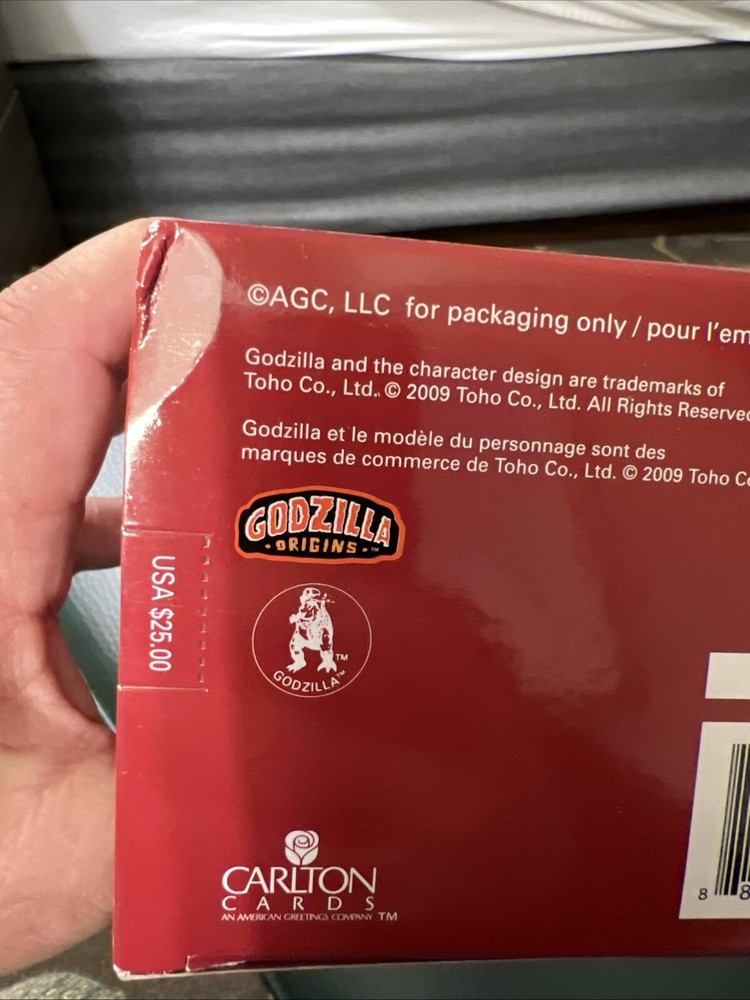 ©AGC, LLC for packaging only / pour l'em
Godzilla and the character design are trademarks of
Toho Co., Ltd. © 2009 Toho Co., Ltd. All Rights Reserved
Godzilla et le modèle du personnage sont des
marques de commerce de Toho Co., Ltd. © 2009 Toho Co
GODZILLA
·ORIGINS·™
USA $25.00
™
GODZILLA™
CARLTON
CARDS
AN AMERICAN GREETINGS COMPANY ™
8 8